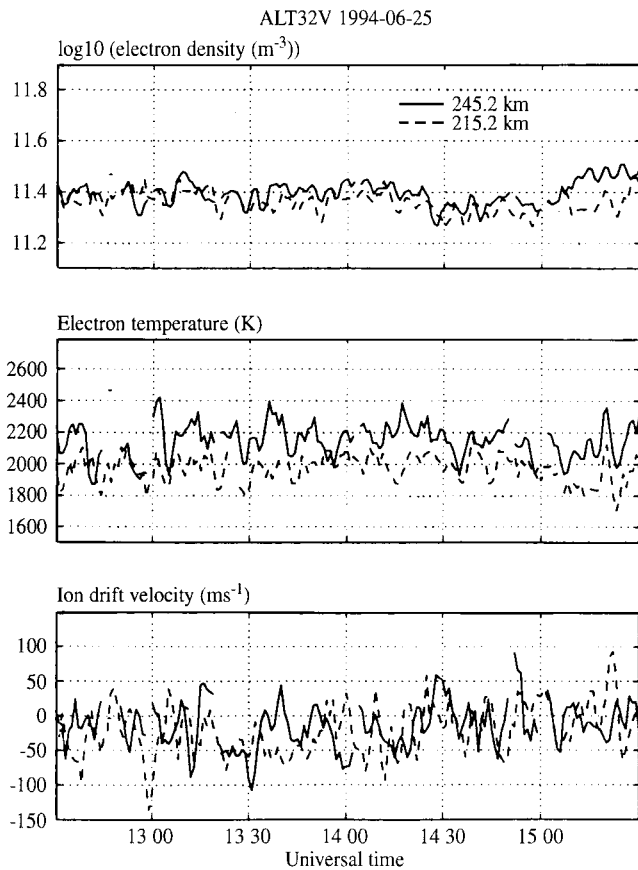 ALT32V 1994-06-25
log10 (electron density (m⁻³))
11.8
11.6
11.4
11.2
245.2 km
215.2 km
Electron temperature (K)
2600
2400
2200
2000
1800
1600
Ion drift velocity (ms⁻¹)
100
50
0
-50
-100
-150
13 00 13 30 14 00 14 30 15 00
Universal time